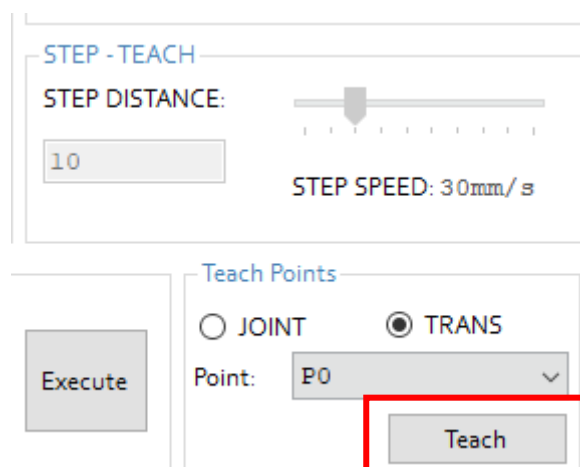 STEP - TEACH
STEP DISTANCE:
10
STEP SPEED: 30mm/s
Teach Points
JOINT TRANS
Execute
Point: P0
Teach